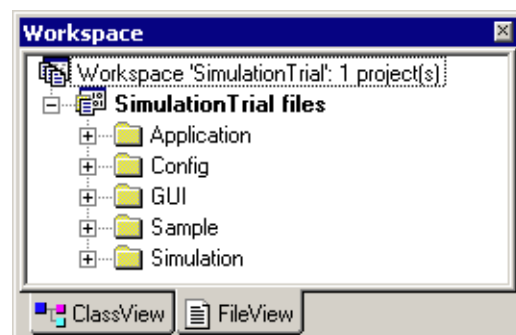 Workspace
Workspace 'SimulationTrial': 1 project(s)
SimulationTrial files
Application
Config
GUI
Sample
Simulation
ClassView FileView